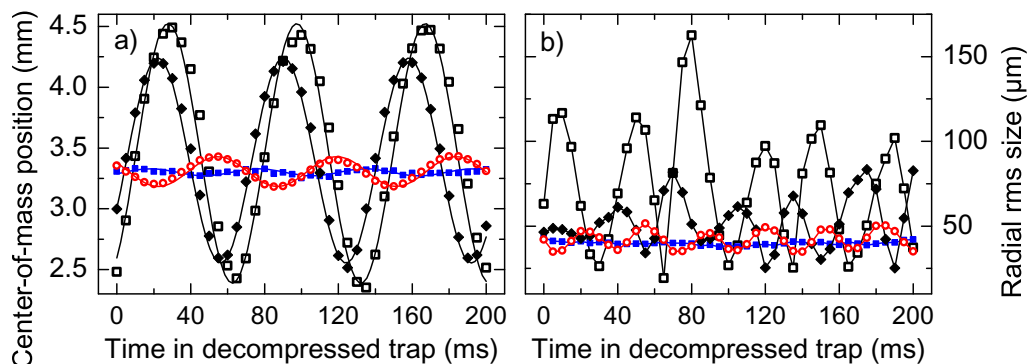 a)
Center-of-mass position (mm)
4.5
4.0
3.5
3.0
2.5
0 40 80 120 160 200
Time in decompressed trap (ms)
b)
150
100
50
Radial rms size (µm)
0 40 80 120 160 200
Time in decompressed trap (ms)